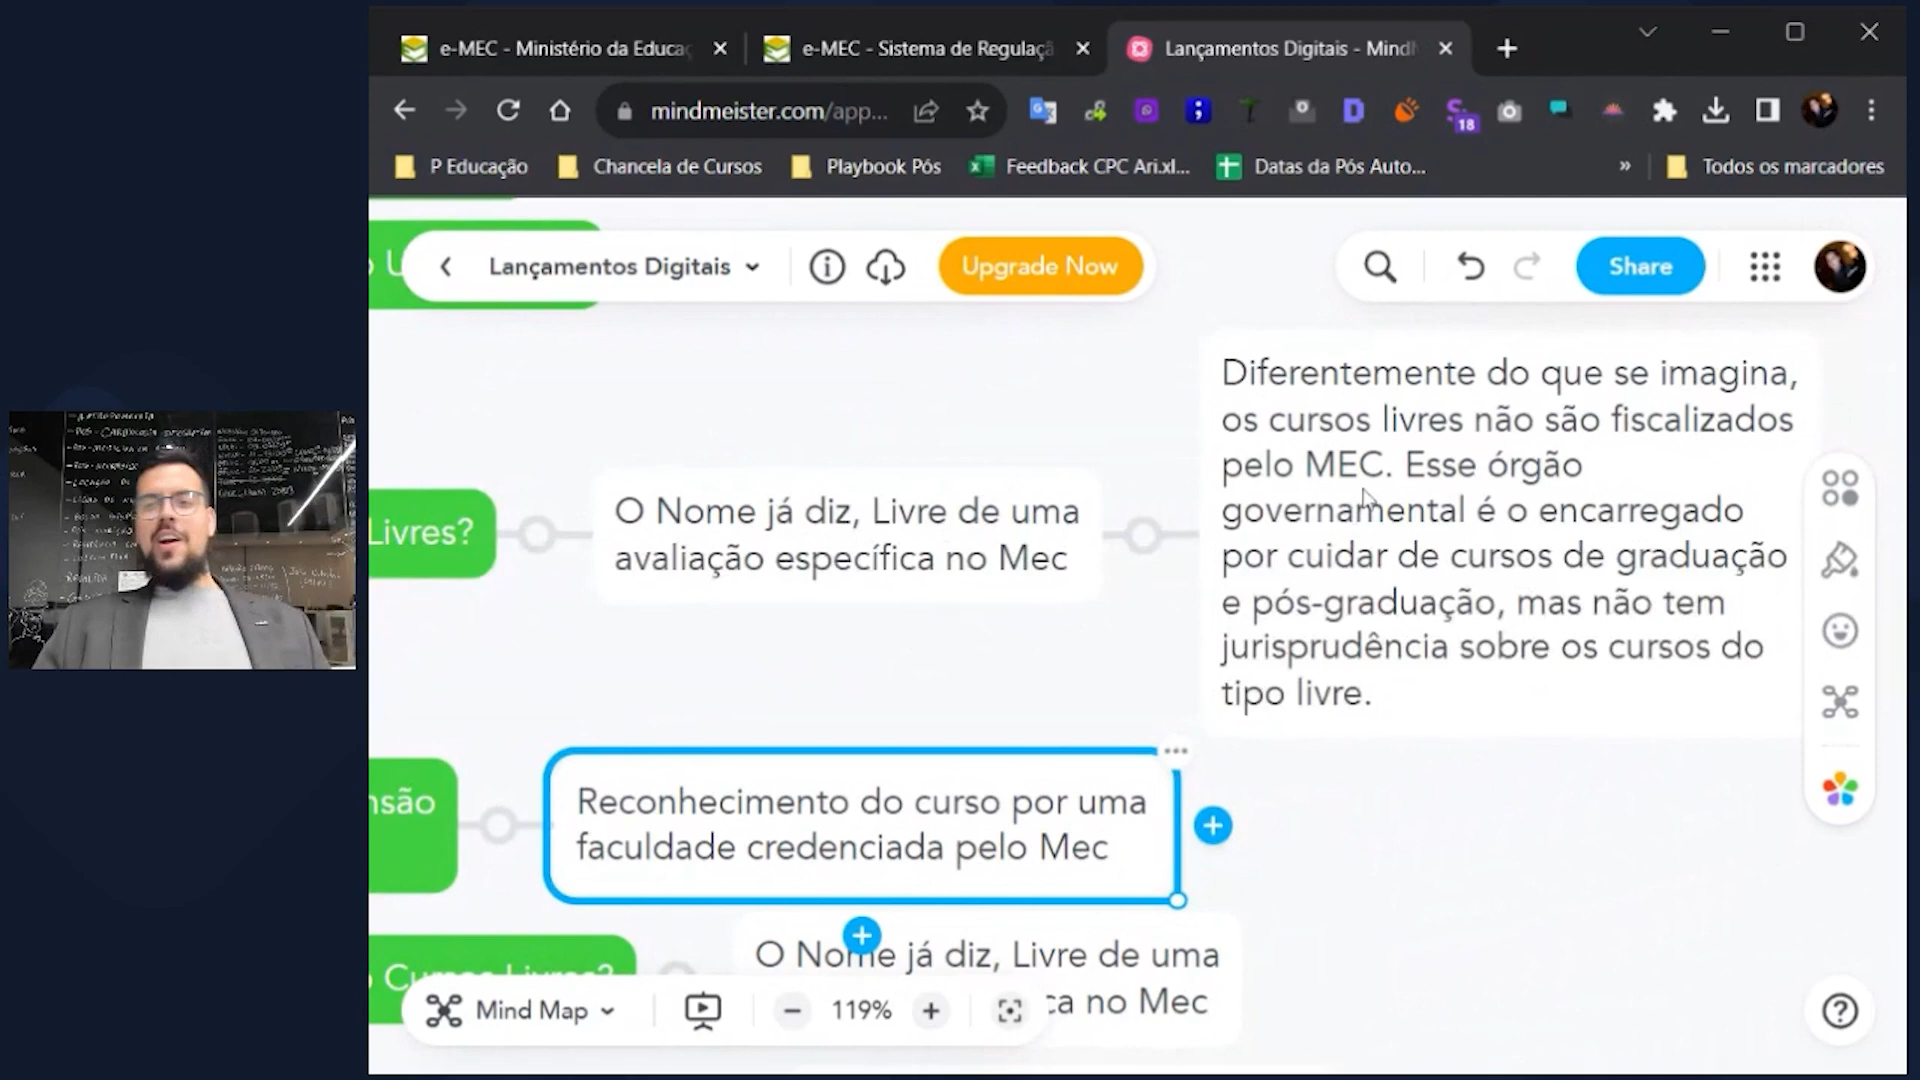 e-MEC - Ministério da Educaç
e-MEC - Sistema de Regulaçã
Lançamentos Digitais - Mind
mindmeister.com/app...
18
P Educação
Chancela de Cursos
Playbook Pós
Feedback CPC Ari.xl...
Datas da Pós Auto...
»
Todos os marcadores
Lançamentos Digitais
Upgrade Now
Share
Diferentemente do que se imagina,
os cursos livres não são fiscalizados
pelo MEC. Esse órgão
governamental é o encarregado
por cuidar de cursos de graduação
e pós-graduação, mas não tem
jurisprudência sobre os cursos do
tipo livre.
Livres?
O Nome já diz, Livre de uma
avaliação específica no Mec
nsão
Reconhecimento do curso por uma
faculdade credenciada pelo Mec
o Cursos Livres?
O Nome já diz, Livre de uma
ca no Mec
Mind Map
119%